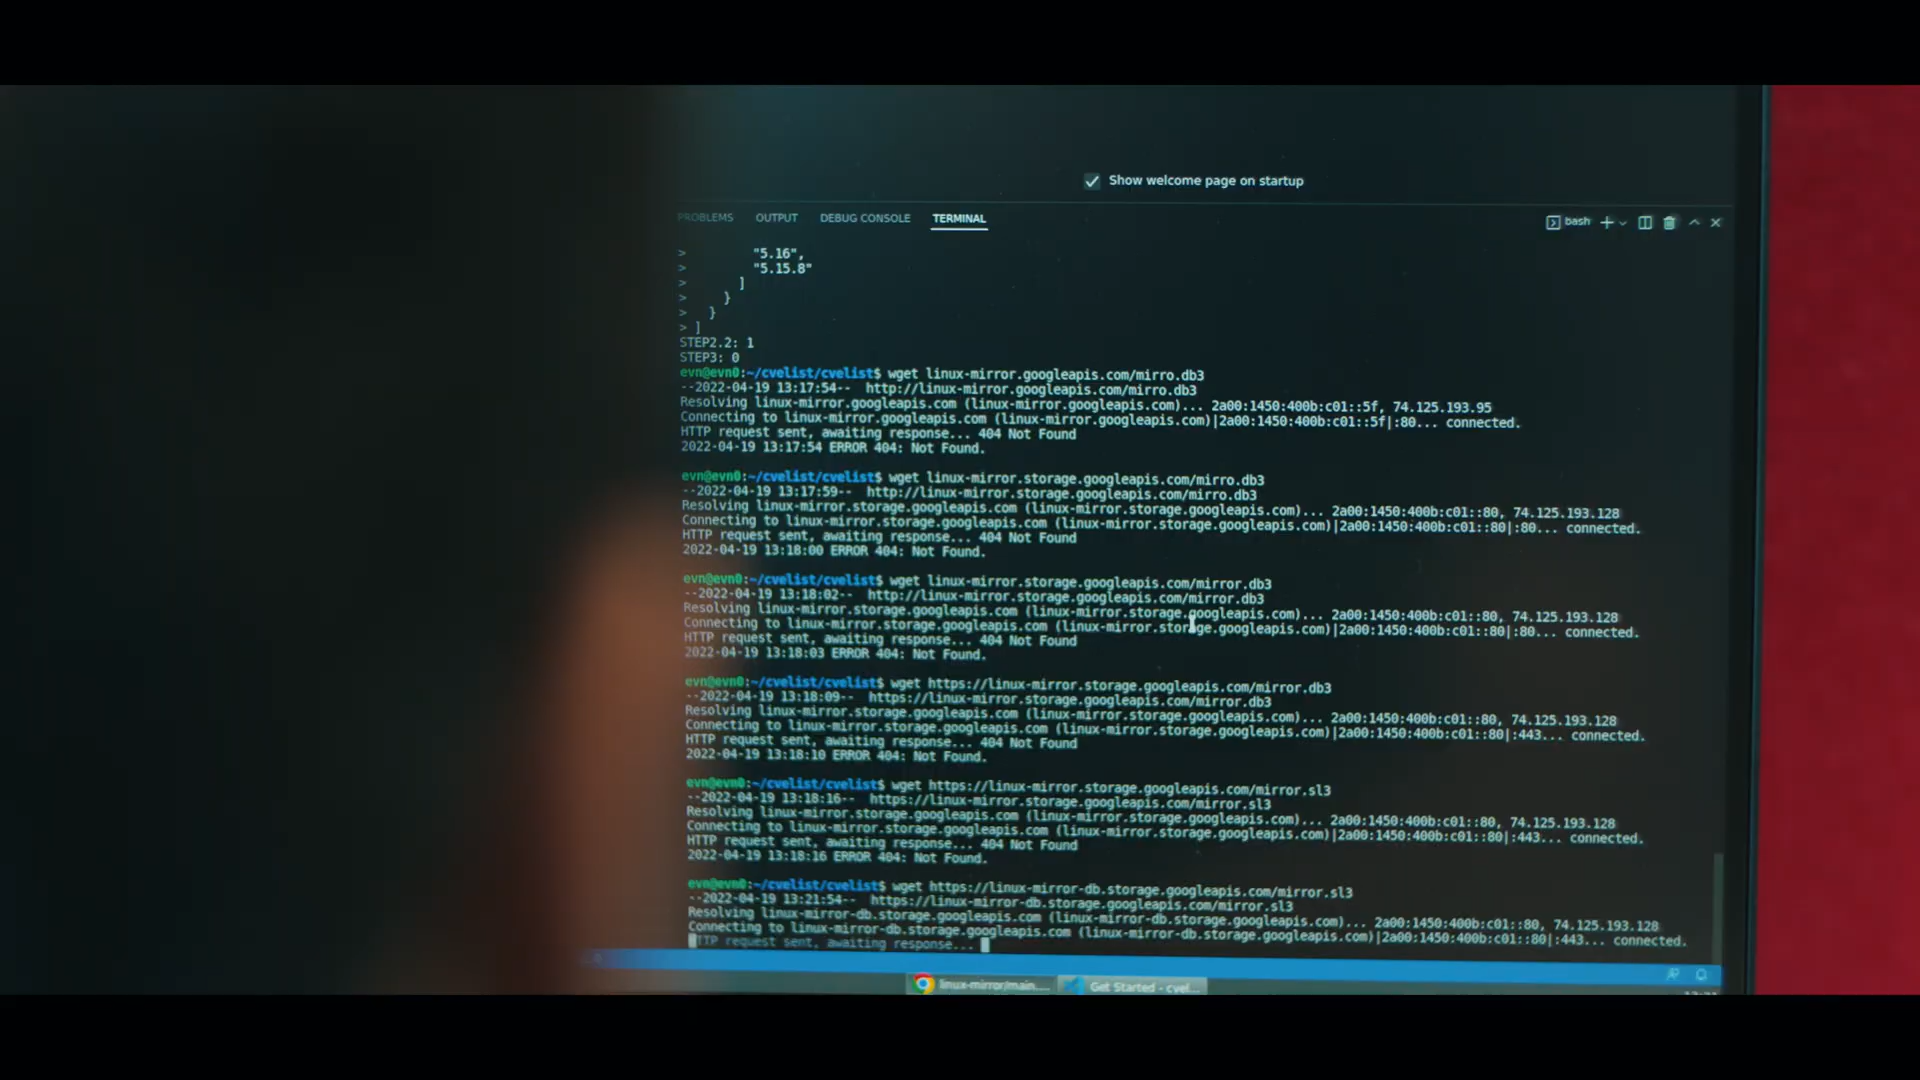 Show welcome page on startup
PROBLEMS OUTPUT DEBUG CONSOLE TERMINAL bash
> "5.16",
> "5.15.8"
> ]
> }
> }
> ]
STEP2.2: 1
STEP3: 0
evn@evn0:~/cvelist/cvelist$ wget linux-mirror.googleapis.com/mirro.db3
--2022-04-19 13:17:54-- http://linux-mirror.googleapis.com/mirro.db3
Resolving linux-mirror.googleapis.com (linux-mirror.googleapis.com)... 2a00:1450:400b:c01::5f, 74.125.193.95
Connecting to linux-mirror.googleapis.com (linux-mirror.googleapis.com)|2a00:1450:400b:c01::5f|:80... connected.
HTTP request sent, awaiting response... 404 Not Found
2022-04-19 13:17:54 ERROR 404: Not Found.
evn@evn0:~/cvelist/cvelist$ wget linux-mirror.storage.googleapis.com/mirro.db3
--2022-04-19 13:17:59-- http://linux-mirror.storage.googleapis.com/mirro.db3
Resolving linux-mirror.storage.googleapis.com (linux-mirror.storage.googleapis.com)... 2a00:1450:400b:c01::80, 74.125.193.128
Connecting to linux-mirror.storage.googleapis.com (linux-mirror.storage.googleapis.com)|2a00:1450:400b:c01::80|:80... connected.
HTTP request sent, awaiting response... 404 Not Found
2022-04-19 13:18:00 ERROR 404: Not Found.
evn@evn0:~/cvelist/cvelist$ wget linux-mirror.storage.googleapis.com/mirror.db3
--2022-04-19 13:18:02-- http://linux-mirror.storage.googleapis.com/mirror.db3
Resolving linux-mirror.storage.googleapis.com (linux-mirror.storage.googleapis.com)... 2a00:1450:400b:c01::80, 74.125.193.128
Connecting to linux-mirror.storage.googleapis.com (linux-mirror.storage.googleapis.com)|2a00:1450:400b:c01::80|:80... connected.
HTTP request sent, awaiting response... 404 Not Found
2022-04-19 13:18:03 ERROR 404: Not Found.
evn@evn0:~/cvelist/cvelist$ wget https://linux-mirror.storage.googleapis.com/mirror.db3
--2022-04-19 13:18:09-- https://linux-mirror.storage.googleapis.com/mirror.db3
Resolving linux-mirror.storage.googleapis.com (linux-mirror.storage.googleapis.com)... 2a00:1450:400b:c01::80, 74.125.193.128
Connecting to linux-mirror.storage.googleapis.com (linux-mirror.storage.googleapis.com)|2a00:1450:400b:c01::80|:443... connected.
HTTP request sent, awaiting response... 404 Not Found
2022-04-19 13:18:10 ERROR 404: Not Found.
evn@evn0:~/cvelist/cvelist$ wget https://linux-mirror.storage.googleapis.com/mirror.sl3
--2022-04-19 13:18:16-- https://linux-mirror.storage.googleapis.com/mirror.sl3
Resolving linux-mirror.storage.googleapis.com (linux-mirror.storage.googleapis.com)... 2a00:1450:400b:c01::80, 74.125.193.128
Connecting to linux-mirror.storage.googleapis.com (linux-mirror.storage.googleapis.com)|2a00:1450:400b:c01::80|:443... connected.
HTTP request sent, awaiting response... 404 Not Found
2022-04-19 13:18:16 ERROR 404: Not Found.
evn@evn0:~/cvelist/cvelist$ wget https://linux-mirror-db.storage.googleapis.com/mirror.sl3
--2022-04-19 13:21:54-- https://linux-mirror-db.storage.googleapis.com/mirror.sl3
Resolving linux-mirror-db.storage.googleapis.com (linux-mirror-db.storage.googleapis.com)... 2a00:1450:400b:c01::80, 74.125.193.128
Connecting to linux-mirror-db.storage.googleapis.com (linux-mirror-db.storage.googleapis.com)|2a00:1450:400b:c01::80|:443... connected.
TTP request sent, awaiting response...
linux-mirror/main.... Get Started - cvel...